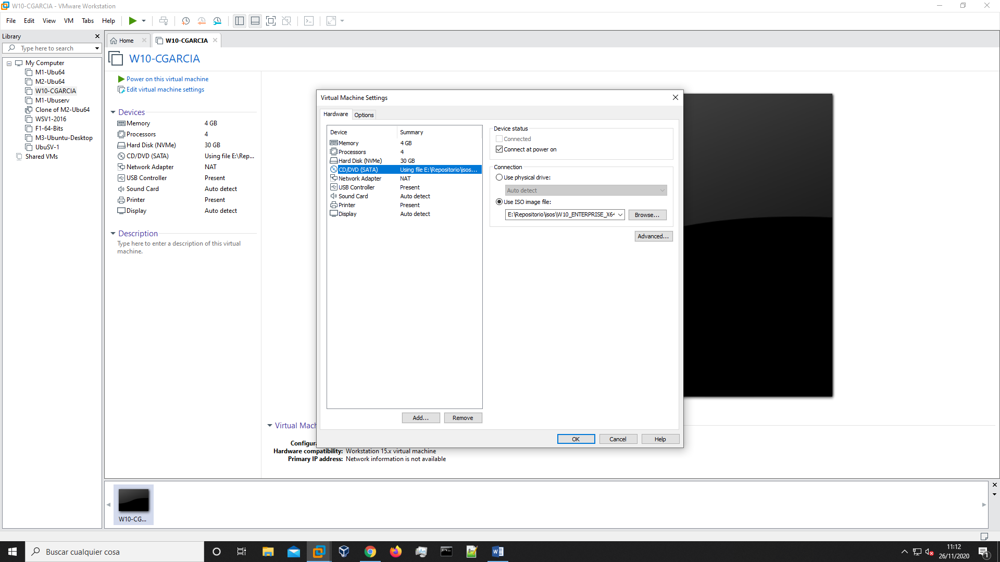 W10-CGARCIA - VMware Workstation
File Edit View VM Tabs Help
Library
Type here to search
My Computer
M1-Ubu64
M2-Ubu64
W10-CGARCIA
M1-Ubuserv
Clone of M2-Ubu64
WSV1-2016
F1-64-Bits
M3-Ubuntu-Desktop
UbuSV-1
Shared VMs
Home
W10-CGARCIA
W10-CGARCIA
Power on this virtual machine
Edit virtual machine settings
Devices
Memory 4 GB
Processors 4
Hard Disk (NVMe) 30 GB
CD/DVD (SATA) Using file E:\Rep...
Network Adapter NAT
USB Controller Present
Sound Card Auto detect
Printer Present
Display Auto detect
Description
Type here to enter a description of this virtual
machine.
Virtual Machine Settings
Hardware Options
Device Summary
Memory 4 GB
Processors 4
Hard Disk (NVMe) 30 GB
CD/DVD (SATA) Using file E:\Repositorio\isos...
Network Adapter NAT
USB Controller Present
Sound Card Auto detect
Printer Present
Display Auto detect
Add... Remove
Device status
Connected
Connect at power on
Connection
Use physical drive:
Auto detect
Use ISO image file:
E:\Repositorio\isos\W10_ENTERPRISE_X64 Browse...
Advanced...
OK Cancel Help
Virtual Mach
Configura
Hardware compatibility: Workstation 15.x virtual machine
Primary IP address: Network information is not available
W10-CG...
Buscar cualquier cosa
11:12
26/11/2020
1